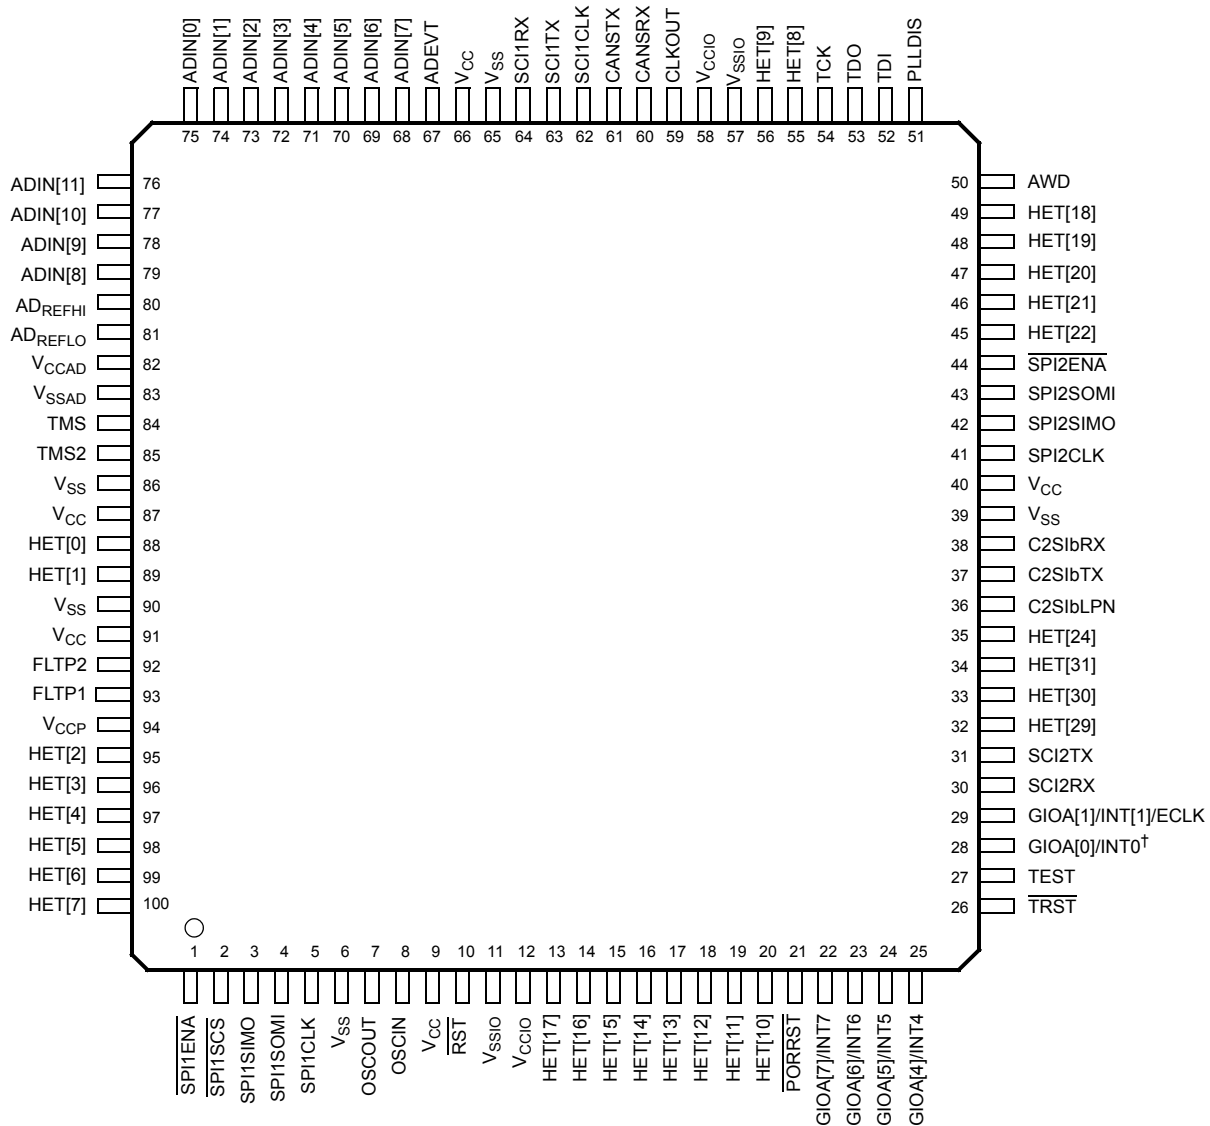 ADIN[0]
ADIN[1]
ADIN[2]
ADIN[3]
ADIN[4]
ADIN[5]
ADIN[6]
ADIN[7]
ADEVT
VCC
VSS
SCI1RX
SCI1TX
SCI1CLK
CANSTX
CANSRX
CLKOUT
VCCIO
VSSIO
HET[9]
HET[8]
TCK
TDO
TDI
PLLDIS
75 74 73 72 71 70 69 68 67 66 65 64 63 62 61 60 59 58 57 56 55 54 53 52 51
ADIN[11] 76
ADIN[10] 77
ADIN[9] 78
ADIN[8] 79
ADREFHI 80
ADREFLO 81
VCCAD 82
VSSAD 83
TMS 84
TMS2 85
VSS 86
VCC 87
HET[0] 88
HET[1] 89
VSS 90
VCC 91
FLTP2 92
FLTP1 93
VCCP 94
HET[2] 95
HET[3] 96
HET[4] 97
HET[5] 98
HET[6] 99
HET[7] 100
50 AWD
49 HET[18]
48 HET[19]
47 HET[20]
46 HET[21]
45 HET[22]
44 SPI2ENA
43 SPI2SOMI
42 SPI2SIMO
41 SPI2CLK
40 VCC
39 VSS
38 C2SIbRX
37 C2SIbTX
36 C2SIbLPN
35 HET[24]
34 HET[31]
33 HET[30]
32 HET[29]
31 SCI2TX
30 SCI2RX
29 GIOA[1]/INT[1]/ECLK
28 GIOA[0]/INT0†
27 TEST
26 TRST
1 2 3 4 5 6 7 8 9 10 11 12 13 14 15 16 17 18 19 20 21 22 23 24 25
SPI1ENA
SPI1SCS
SPI1SIMO
SPI1SOMI
SPI1CLK
VSS
OSCOUT
OSCIN
VCC
RST
VSSIO
VCCIO
HET[17]
HET[16]
HET[15]
HET[14]
HET[13]
HET[12]
HET[11]
HET[10]
PORRST
GIOA[7]/INT7
GIOA[6]/INT6
GIOA[5]/INT5
GIOA[4]/INT4